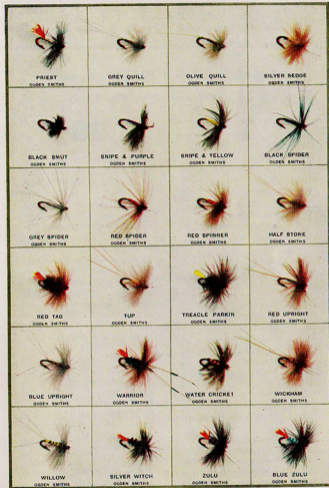 PRIEST
OGDEN SMITHS
GREY QUILL
OGDEN SMITHS
OLIVE QUILL
OGDEN SMITHS
SILVER SEDGE
OGDEN SMITHS
BLACK SMUT
OGDEN SMITHS
SNIPE & PURPLE
OGDEN SMITHS
SNIPE & YELLOW
OGDEN SMITHS
BLACK SPIDER
OGDEN SMITHS
GREY SPIDER
OGDEN SMITHS
RED SPIDER
OGDEN SMITHS
RED SPINNER
OGDEN SMITHS
HALF STONE
OGDEN SMITHS
RED TAG
OGDEN SMITHS
TUP
OGDEN SMITHS
TREACLE PARKIN
OGDEN SMITHS
RED UPRIGHT
OGDEN SMITHS
BLUE UPRIGHT
OGDEN SMITHS
WARRIOR
OGDEN SMITHS
WATER CRICKET
OGDEN SMITHS
WICKHAM
OGDEN SMITHS
WILLOW
OGDEN SMITHS
SILVER WITCH
OGDEN SMITHS
ZULU
OGDEN SMITHS
BLUE ZULU
OGDEN SMITHS